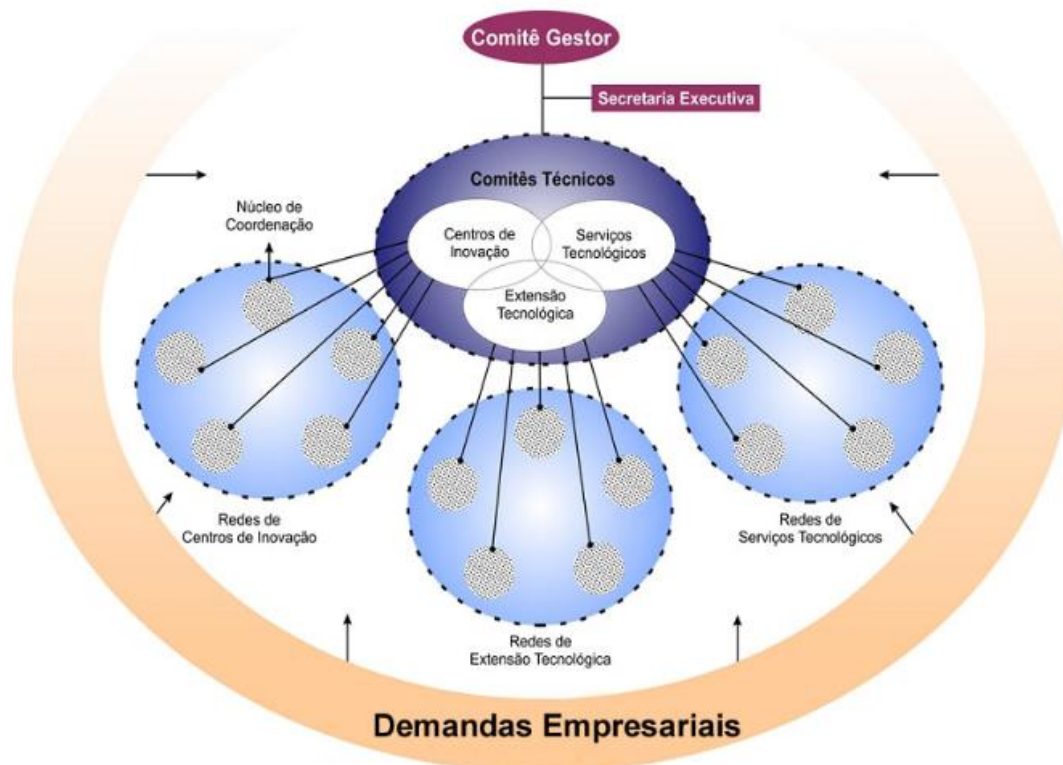 Comitê Gestor
Secretaria Executiva
Comitês Técnicos
Núcleo de
Coordenação
Centros de
Inovação
Serviços
Tecnológicos
Extensão
Tecnológica
Redes de
Centros de Inovação
Redes de
Serviços Tecnológicos
Redes de
Extensão Tecnológica
Demandas Empresariais